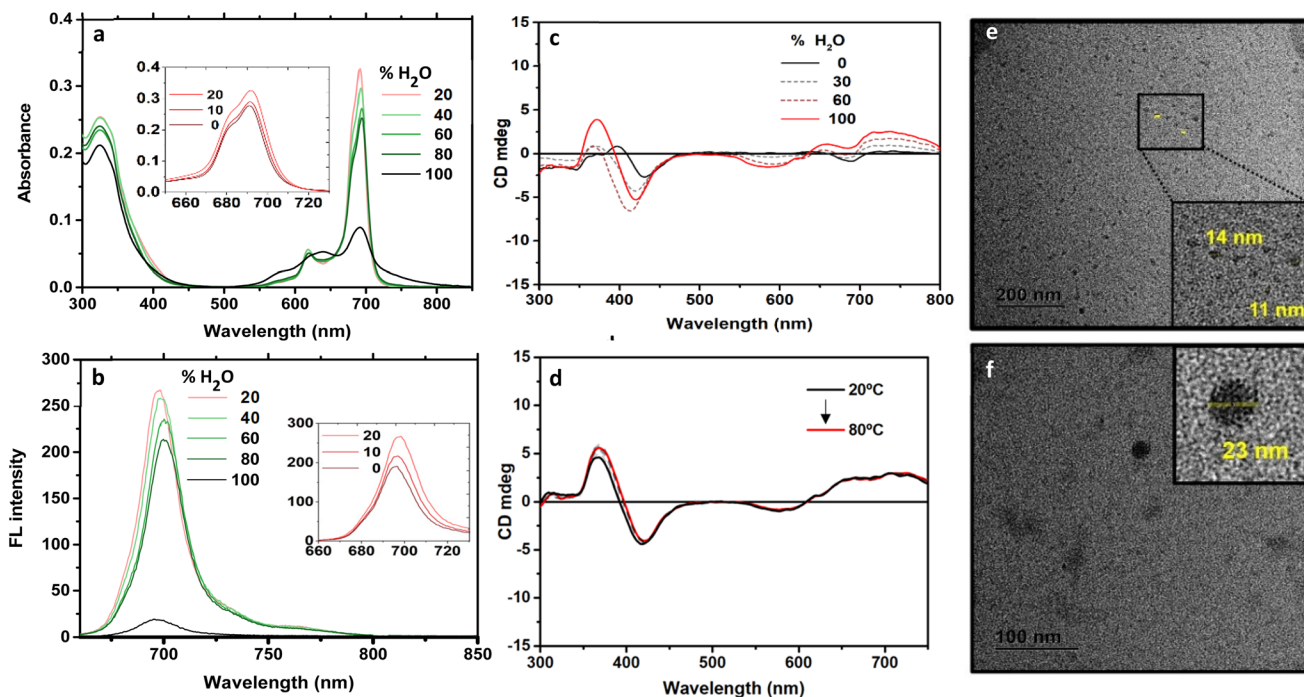 a
0.4
0.3
0.2
0.1
0.0
Absorbance
300 400 500 600 700 800
Wavelength (nm)
% H2O
20
40
60
80
100
0.4
0.3
0.2
0.1
0.0
20
10
0
660 680 700 720
b
300
250
200
150
100
50
0
FL intensity
700 750 800 850
Wavelength (nm)
% H2O
20
40
60
80
100
300
200
100
0
20
10
0
660 680 700 720
c
15
10
5
0
-5
-10
-15
CD mdeg
300 400 500 600 700 800
Wavelength (nm)
% H2O
0
30
60
100
d
15
10
5
0
-5
-10
-15
CD mdeg
300 400 500 600 700
Wavelength (nm)
20ºC
80ºC
e
200 nm
14 nm
11 nm
f
100 nm
23 nm